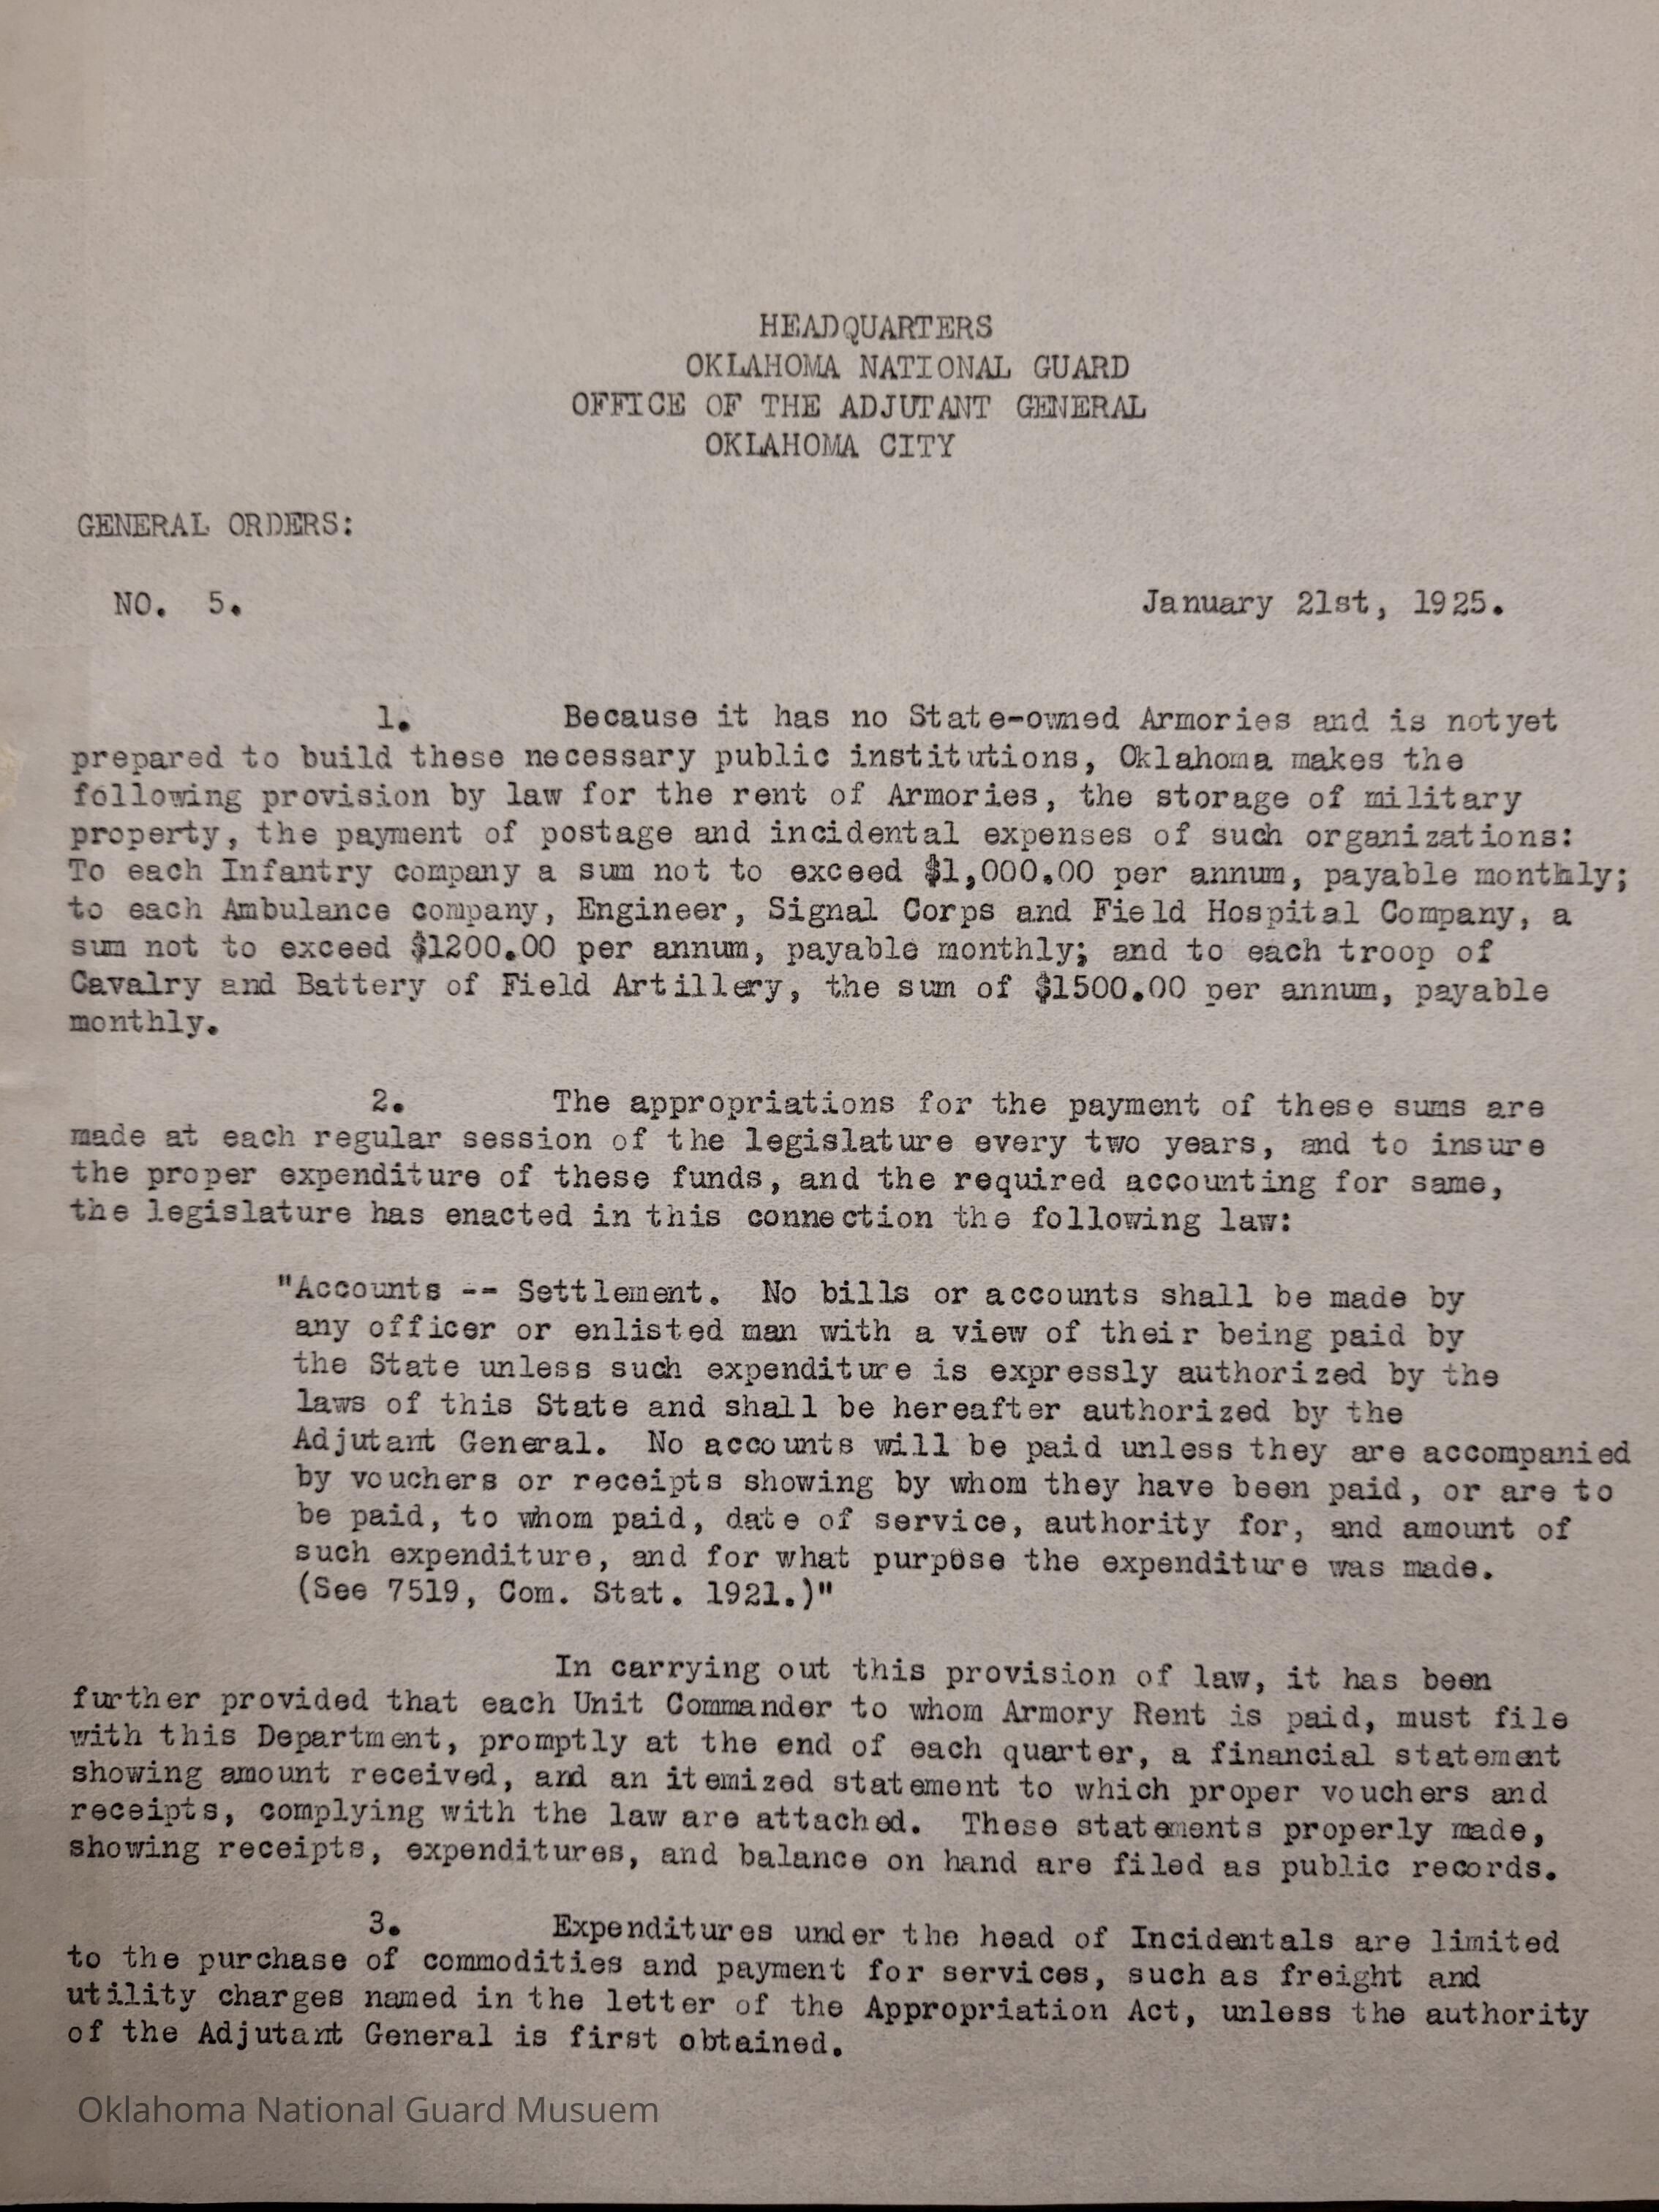 HEADQUARTERS
OKLAHOMA NATIONAL GUARD
OFFICE OF THE ADJUTANT GENERAL
OKLAHOMA CITY
GENERAL ORDERS:
NO. 5. January 21st, 1925.
1. Because it has no State-owned Armories and is notyet
prepared to build these necessary public institutions, Oklahoma makes the
following provision by law for the rent of Armories, the storage of military
property, the payment of postage and incidental expenses of such organizations:
To each Infantry company a sum not to exceed $1,000.00 per annum, payable monthly;
to each Ambulance company, Engineer, Signal Corps and Field Hospital Company, a
sum not to exceed $1200.00 per annum, payable monthly; and to each troop of
Cavalry and Battery of Field Artillery, the sum of $1500.00 per annum, payable
monthly.
2. The appropriations for the payment of these sums are
made at each regular session of the legislature every two years, and to insure
the proper expenditure of these funds, and the required accounting for same,
the legislature has enacted in this connection the following law:
"Accounts -- Settlement. No bills or accounts shall be made by
any officer or enlisted man with a view of their being paid by
the State unless such expenditure is expressly authorized by the
laws of this State and shall be hereafter authorized by the
Adjutant General. No accounts will be paid unless they are accompanied
by vouchers or receipts showing by whom they have been paid, or are to
be paid, to whom paid, date of service, authority for, and amount of
such expenditure, and for what purpose the expenditure was made.
(See 7519, Com. Stat. 1921.)"
In carrying out this provision of law, it has been
further provided that each Unit Commander to whom Armory Rent is paid, must file
with this Department, promptly at the end of each quarter, a financial statement
showing amount received, and an itemized statement to which proper vouchers and
receipts, complying with the law are attached. These statements properly made,
showing receipts, expenditures, and balance on hand are filed as public records.
3. Expenditures under the head of Incidentals are limited
to the purchase of commodities and payment for services, such as freight and
utility charges named in the letter of the Appropriation Act, unless the authority
of the Adjutant General is first obtained.
Oklahoma National Guard Musuem